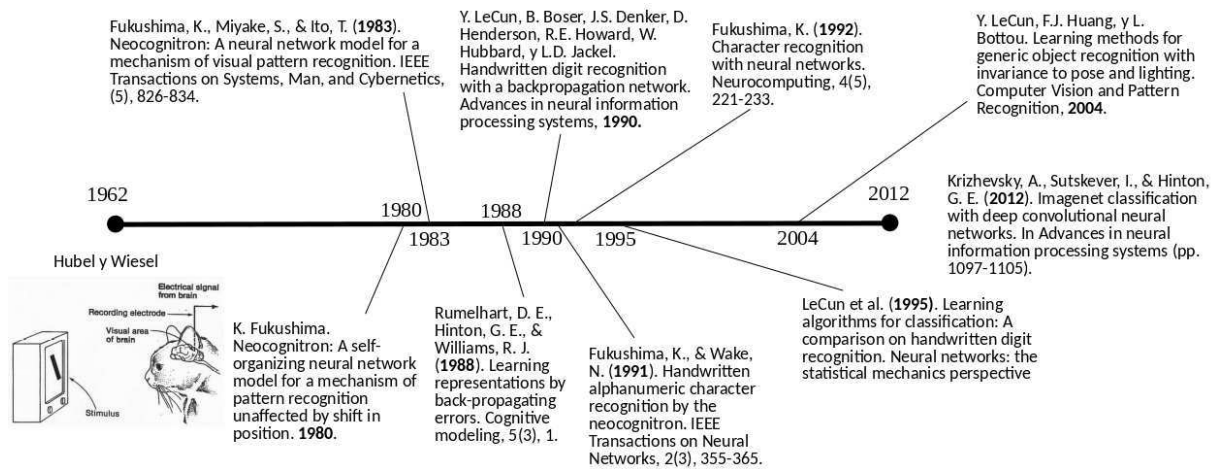 Fukushima, K., Miyake, S., & Ito, T. (1983).
Neocognitron: A neural network model for a
mechanism of visual pattern recognition. IEEE
Transactions on Systems, Man, and Cybernetics,
(5), 826-834.
Y. LeCun, B. Boser, J.S. Denker, D.
Henderson, R.E. Howard, W.
Hubbard, y L.D. Jackel.
Handwritten digit recognition
with a backpropagation network.
Advances in neural information
processing systems, 1990.
Fukushima, K. (1992).
Character recognition
with neural networks.
Neurocomputing, 4(5),
221-233.
Y. LeCun, F.J. Huang, y L.
Bottou. Learning methods for
generic object recognition with
invariance to pose and lighting.
Computer Vision and Pattern
Recognition, 2004.
1962
1980
1983
1988
1990
1995
2004
2012
Krizhevsky, A., Sutskever, I., & Hinton,
G. E. (2012). Imagenet classification
with deep convolutional neural
networks. In Advances in neural
information processing systems (pp.
1097-1105).
Hubel y Wiesel
Electrical signal
from brain
Recording electrode
Visual area
of brain
Stimulus
K. Fukushima.
Neocognitron: A self-
organizing neural network
model for a mechanism of
pattern recognition
unaffected by shift in
position. 1980.
Rumelhart, D. E.,
Hinton, G. E., &
Williams, R. J.
(1988). Learning
representations by
back-propagating
errors. Cognitive
modeling, 5(3), 1.
Fukushima, K., & Wake,
N. (1991). Handwritten
alphanumeric character
recognition by the
neocognitron. IEEE
Transactions on Neural
Networks, 2(3), 355-365.
LeCun et al. (1995). Learning
algorithms for classification: A
comparison on handwritten digit
recognition. Neural networks: the
statistical mechanics perspective